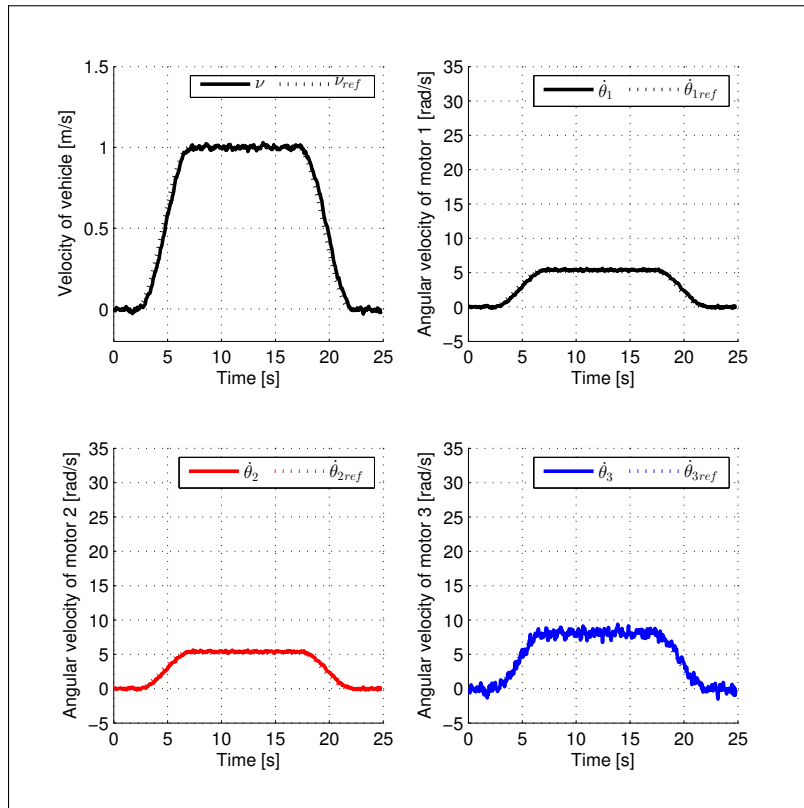 ν ν_ref
1.5
1
0.5
0
0 5 10 15 20 25
Time [s]
Velocity of vehicle [m/s]
θ̇₁ θ̇_1ref
35
30
25
20
15
10
5
0
−5
0 5 10 15 20 25
Time [s]
Angular velocity of motor 1 [rad/s]
θ̇₂ θ̇_2ref
35
30
25
20
15
10
5
0
−5
0 5 10 15 20 25
Time [s]
Angular velocity of motor 2 [rad/s]
θ̇₃ θ̇_3ref
35
30
25
20
15
10
5
0
−5
0 5 10 15 20 25
Time [s]
Angular velocity of motor 3 [rad/s]